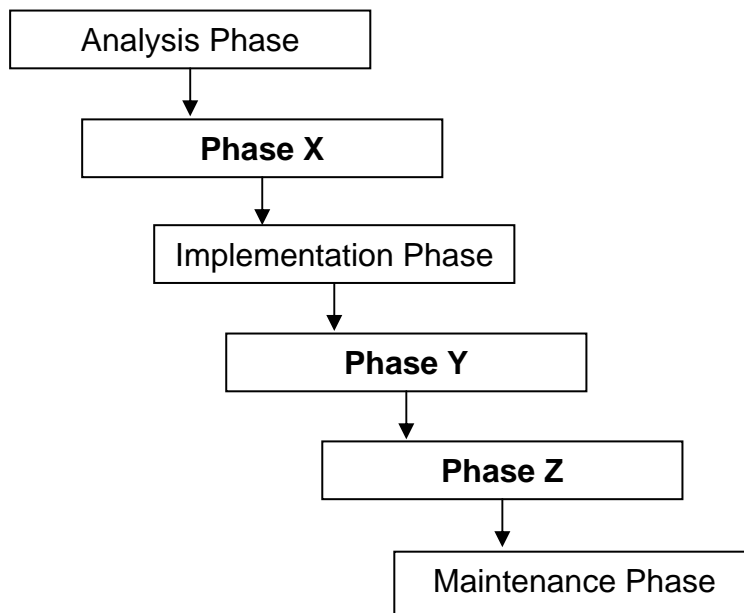 Analysis Phase
Phase X
Implementation Phase
Phase Y
Phase Z
Maintenance Phase